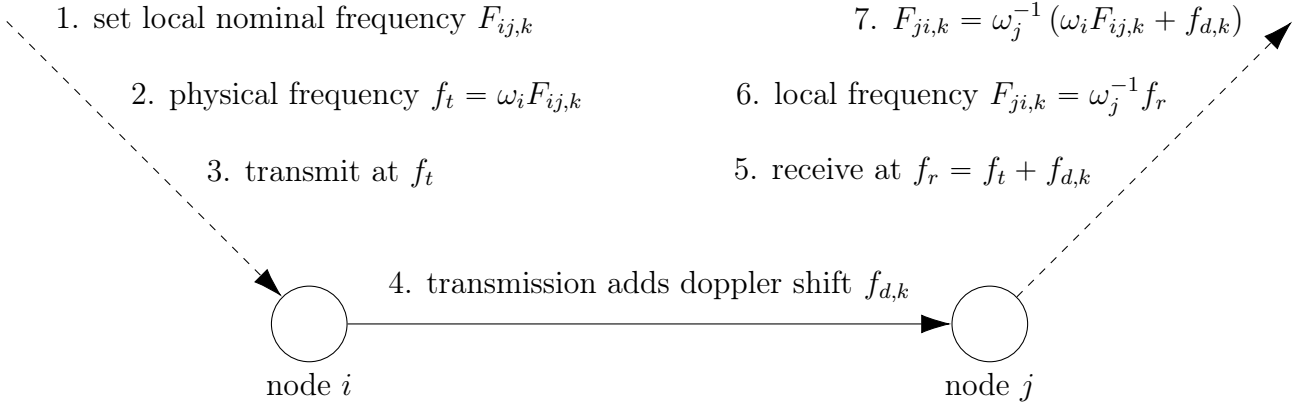 1. set local nominal frequency $F_{ij,k}$
2. physical frequency $f_t = \omega_i F_{ij,k}$
3. transmit at $f_t$
4. transmission adds doppler shift $f_{d,k}$
5. receive at $f_r = f_t + f_{d,k}$
6. local frequency $F_{ji,k} = \omega_j^{-1} f_r$
7. $F_{ji,k} = \omega_j^{-1} \left(\omega_i F_{ij,k} + f_{d,k}\right)$
node $i$
node $j$